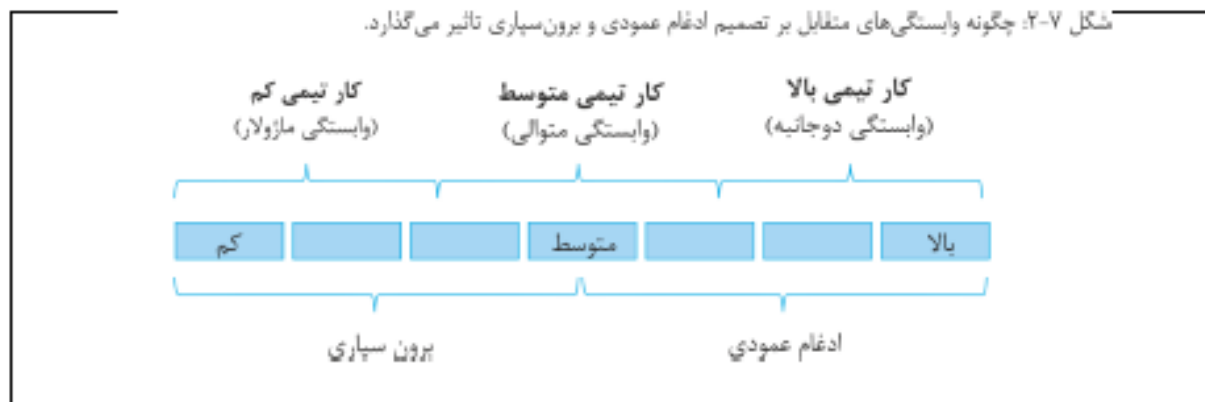 شکل ۷-۲: چگونه وابستگی‌های متقابل بر تصمیم ادغام عمودی و برون‌سپاری تاثیر می‌گذارد.
کار تیمی بالا کار تیمی متوسط کار تیمی کم
(وابستگی دوجانبه) (وابستگی متوالی) (وابستگی ماژولار)
بالا متوسط کم
ادغام عمودی برون سپاری